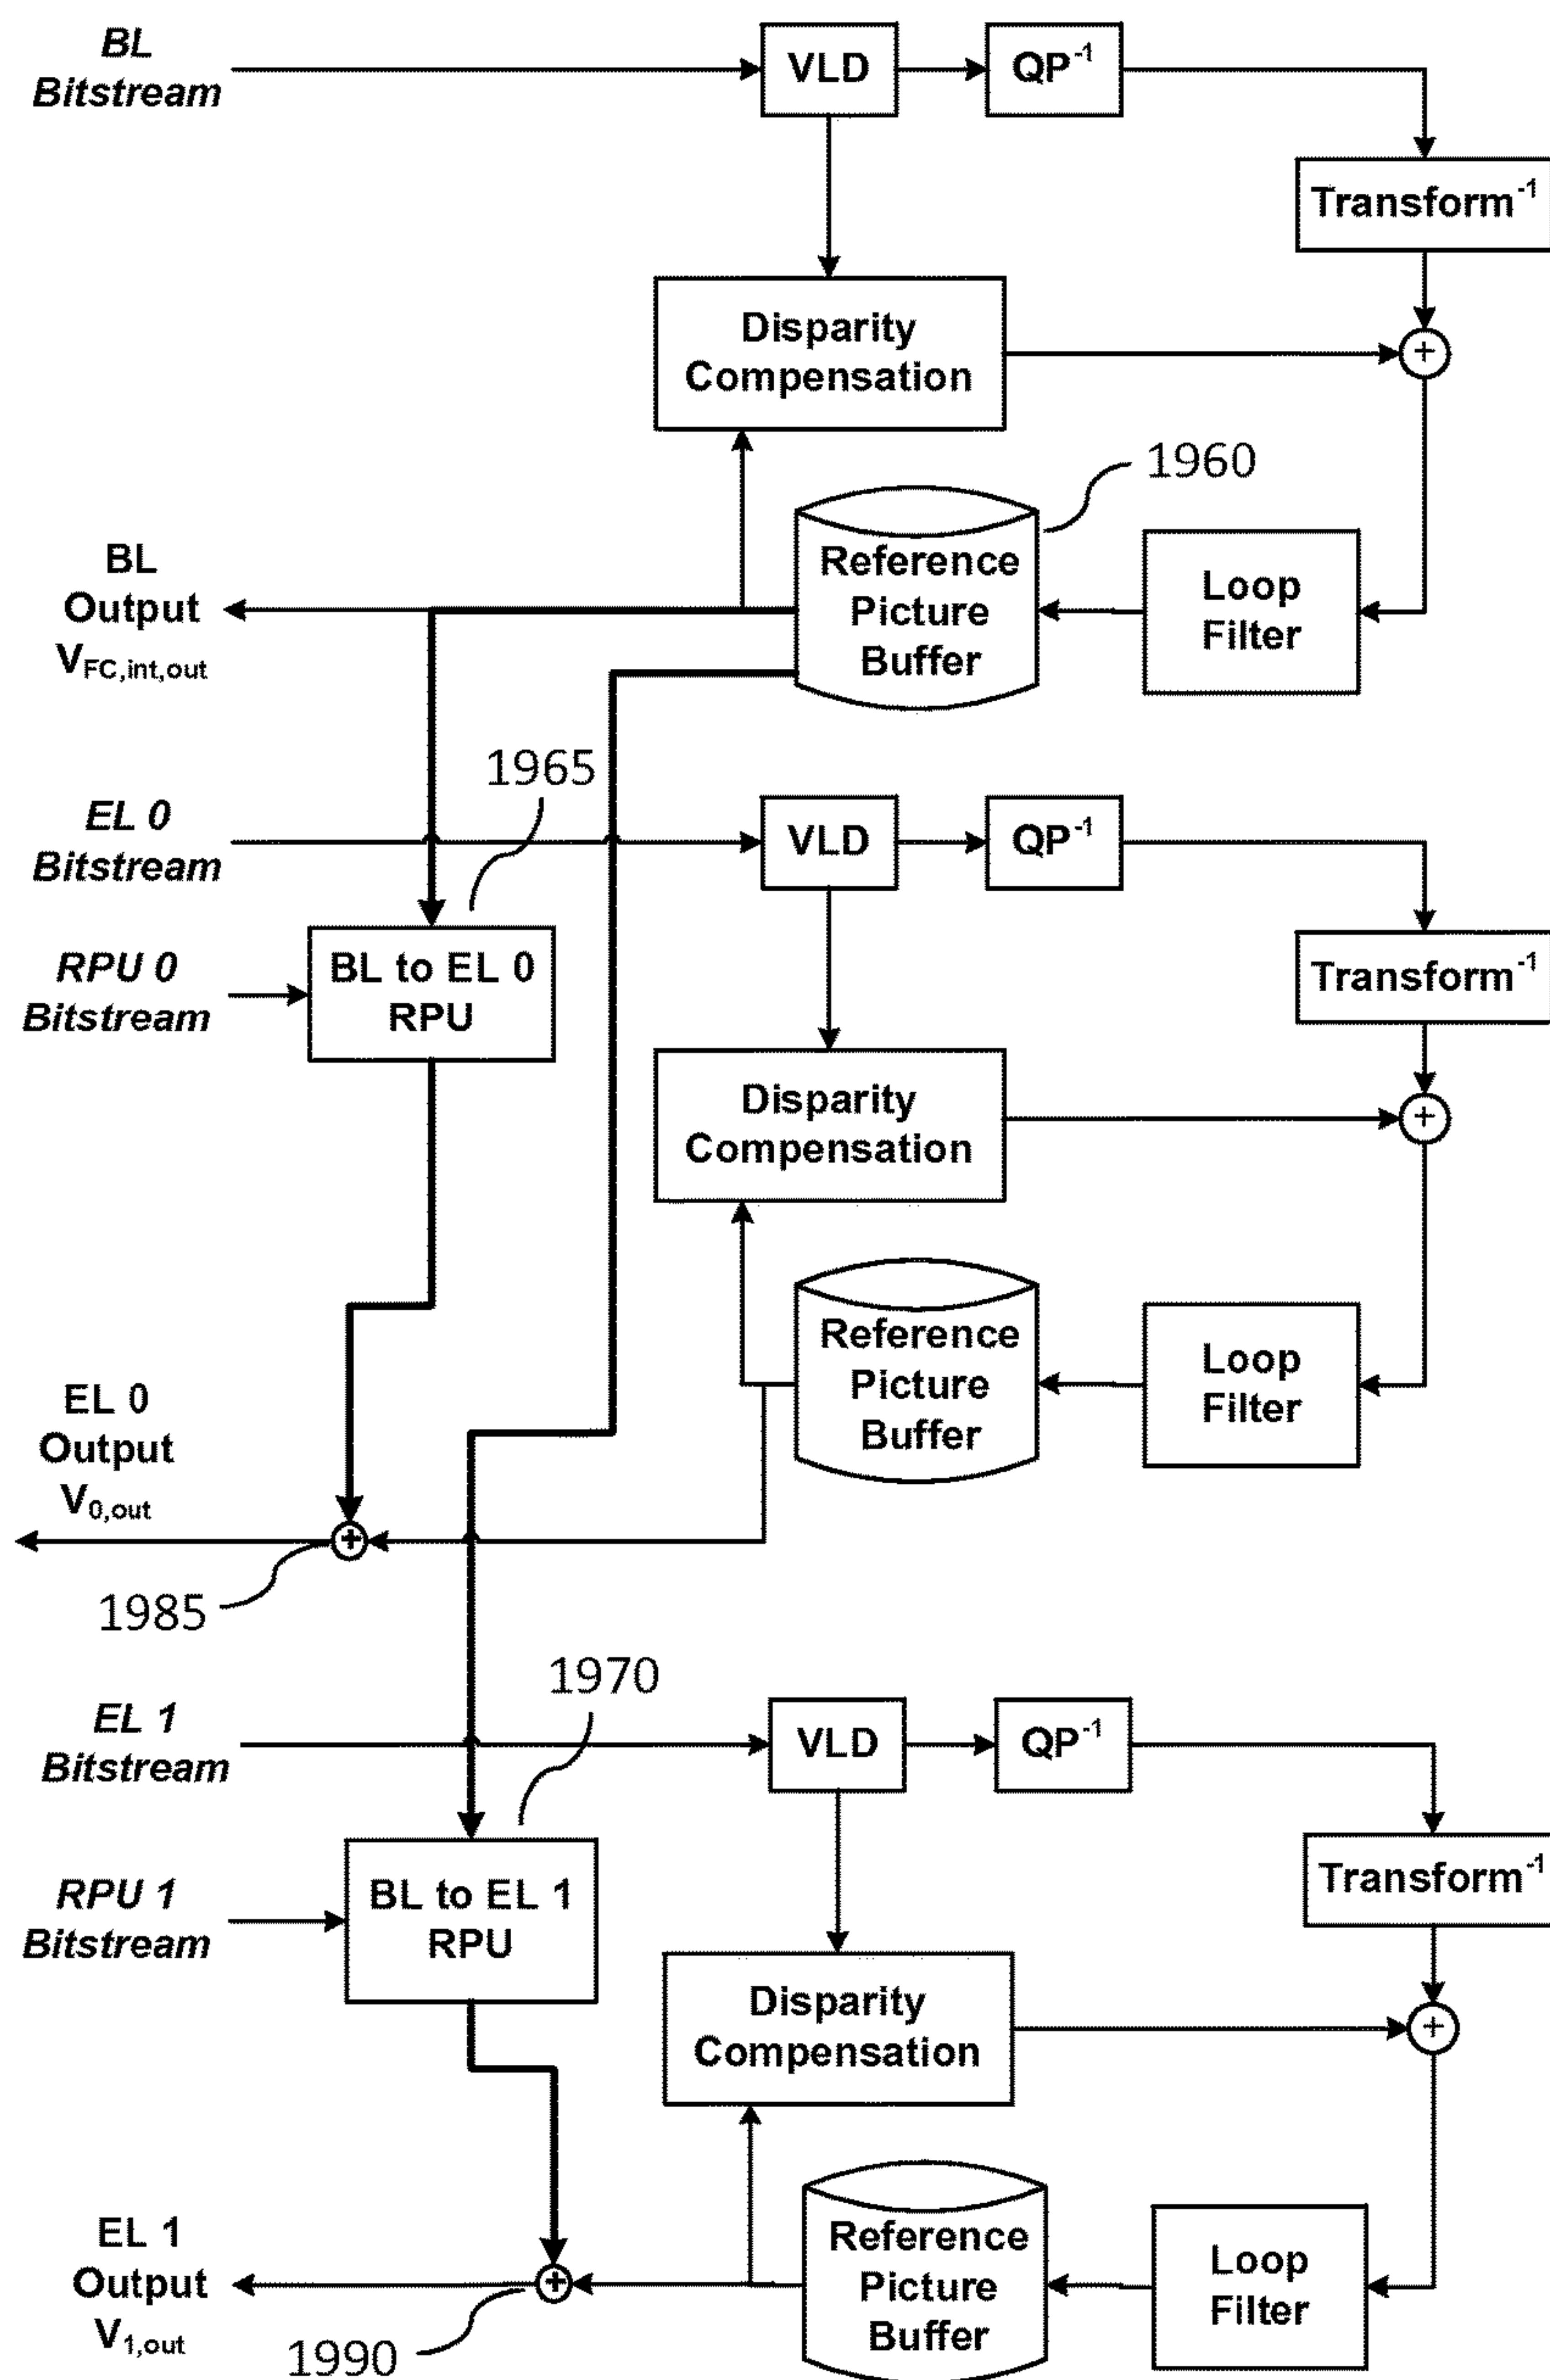 BL
Bitstream
VLD
QP⁻¹
Transform⁻¹
Disparity
Compensation
+
1960
Reference
Picture
Buffer
Loop
Filter
BL
Output
V_FC,int,out
1965
EL 0
Bitstream
VLD
QP⁻¹
RPU 0
Bitstream
BL to EL 0
RPU
Transform⁻¹
Disparity
Compensation
+
Reference
Picture
Buffer
Loop
Filter
EL 0
Output
V_0,out
+
1985
1970
EL 1
Bitstream
VLD
QP⁻¹
RPU 1
Bitstream
BL to EL 1
RPU
Transform⁻¹
Disparity
Compensation
+
Reference
Picture
Buffer
Loop
Filter
EL 1
Output
V_1,out
+
1990